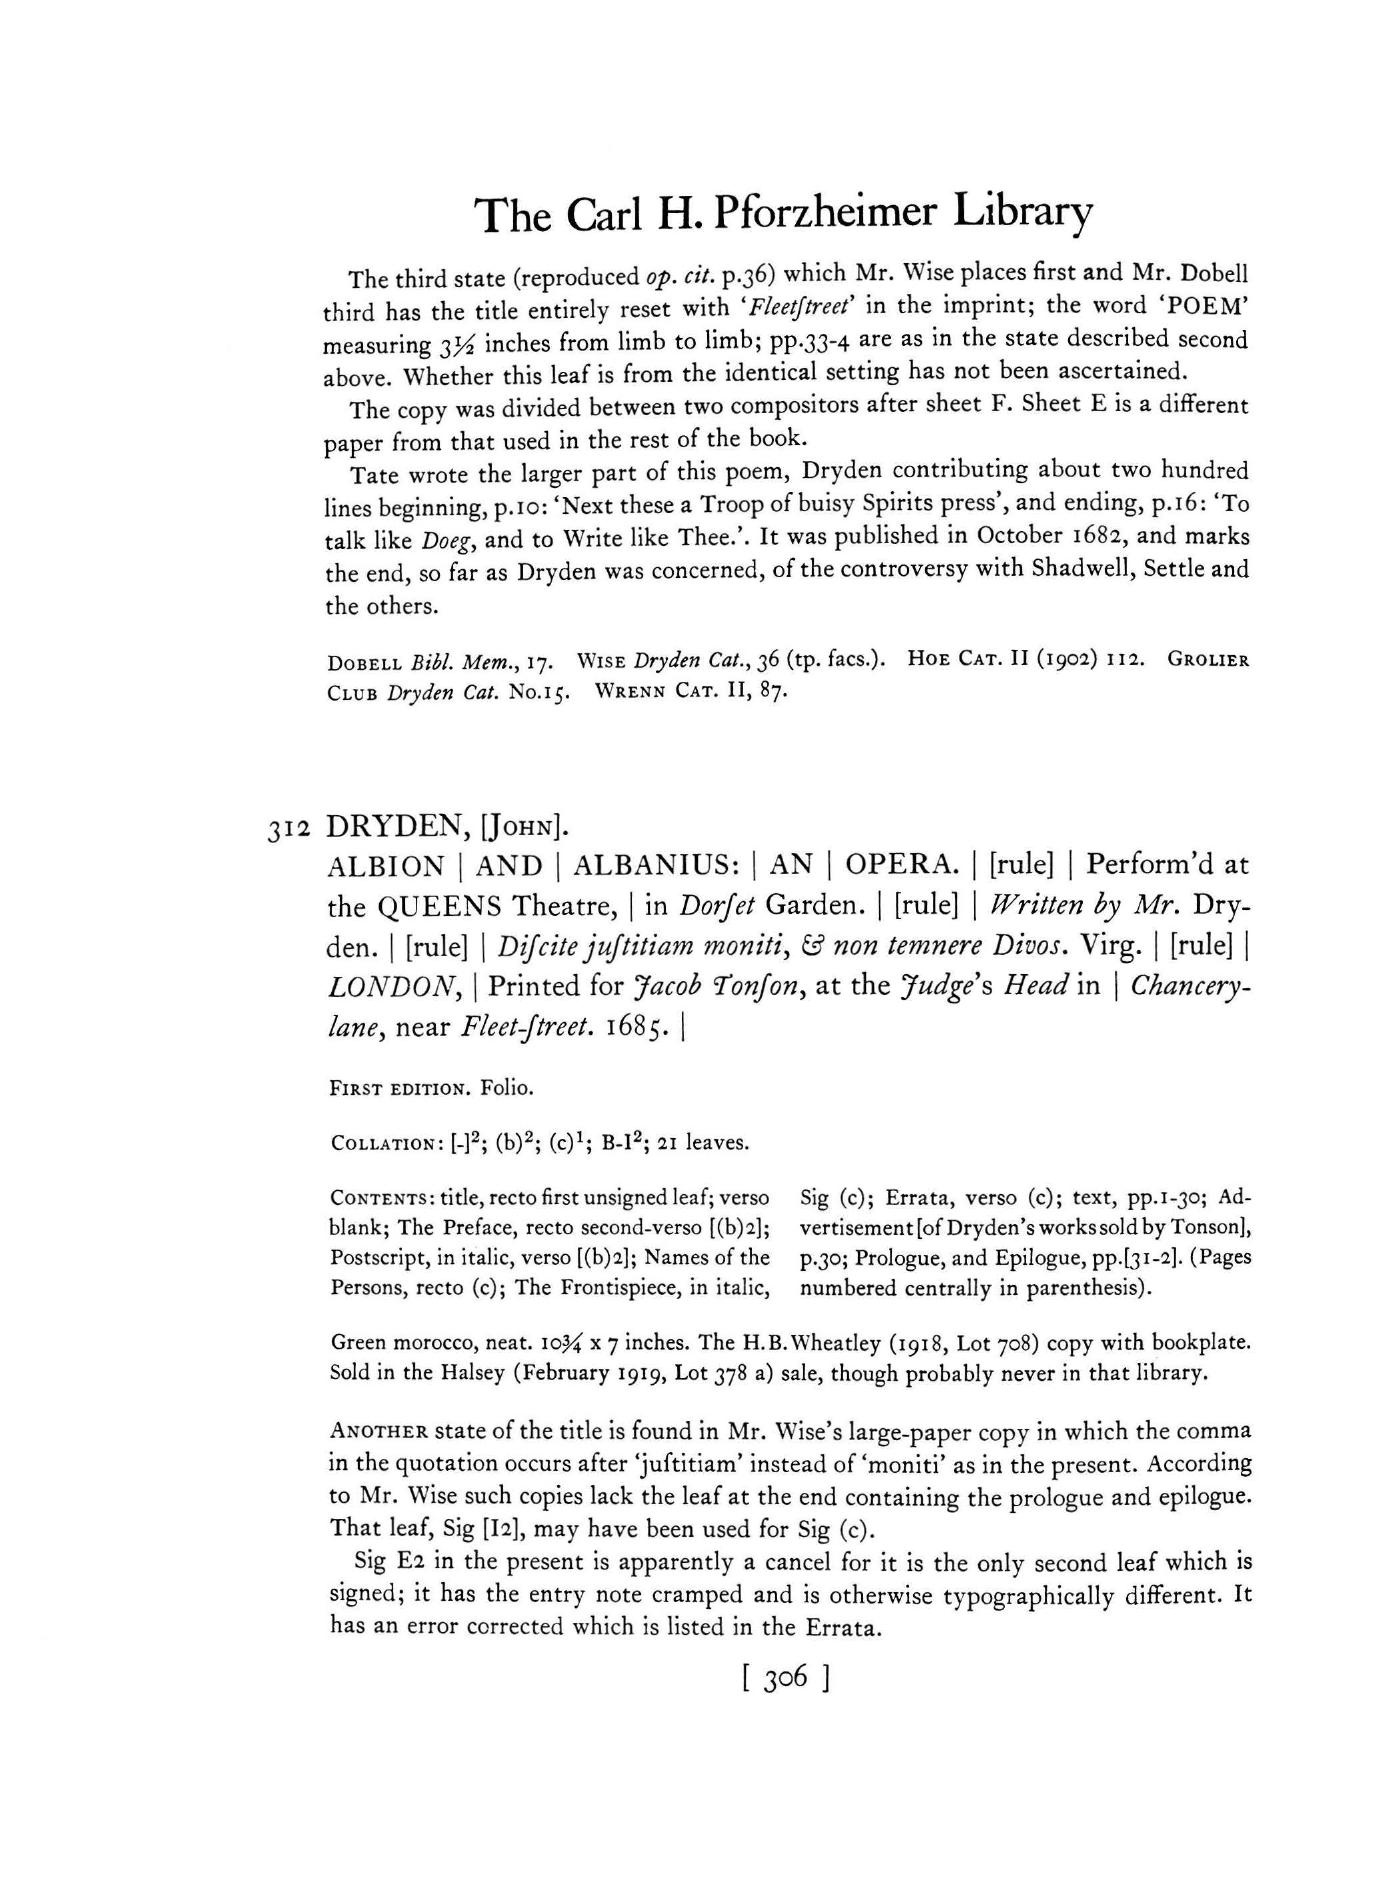 The Carl H. Pforzheimer Library
The third state (reproduced op. cit. p.36) which Mr. Wise places first and Mr. Dobell
third has the title entirely reset with ‘Fleetſtreet’ in the imprint; the word ‘POEM’
measuring 3½ inches from limb to limb; pp.33-4 are as in the state described second
above. Whether this leaf is from the identical setting has not been ascertained.
The copy was divided between two compositors after sheet F. Sheet E is a different
paper from that used in the rest of the book.
Tate wrote the larger part of this poem, Dryden contributing about two hundred
lines beginning, p.10: ‘Next these a Troop of buisy Spirits press’, and ending, p.16: ‘To
talk like Doeg, and to Write like Thee.’. It was published in October 1682, and marks
the end, so far as Dryden was concerned, of the controversy with Shadwell, Settle and
the others.
DOBELL Bibl. Mem., 17. WISE Dryden Cat., 36 (tp. facs.). HOE CAT. II (1902) 112. GROLIER
CLUB Dryden Cat. No.15. WRENN CAT. II, 87.
312 DRYDEN, [JOHN].
ALBION | AND | ALBANIUS: | AN | OPERA. | [rule] | Perform’d at
the QUEENS Theatre, | in Dorſet Garden. | [rule] | Written by Mr. Dry-
den. | [rule] | Diſcite juſtitiam moniti, & non temnere Divos. Virg. | [rule] |
LONDON, | Printed for Jacob Tonſon, at the Judge’s Head in | Chancery-
lane, near Fleet-ſtreet. 1685. |
FIRST EDITION. Folio.
COLLATION: [-]²; (b)²; (c)¹; B-I²; 21 leaves.
CONTENTS: title, recto first unsigned leaf; verso
blank; The Preface, recto second-verso [(b)2];
Postscript, in italic, verso [(b)2]; Names of the
Persons, recto (c); The Frontispiece, in italic,
Sig (c); Errata, verso (c); text, pp.1-30; Ad-
vertisement [of Dryden’s works sold by Tonson],
p.30; Prologue, and Epilogue, pp.[31-2]. (Pages
numbered centrally in parenthesis).
Green morocco, neat. 10¾ x 7 inches. The H.B.Wheatley (1918, Lot 708) copy with bookplate.
Sold in the Halsey (February 1919, Lot 378 a) sale, though probably never in that library.
ANOTHER state of the title is found in Mr. Wise’s large-paper copy in which the comma
in the quotation occurs after ‘juſtitiam’ instead of ‘moniti’ as in the present. According
to Mr. Wise such copies lack the leaf at the end containing the prologue and epilogue.
That leaf, Sig [I2], may have been used for Sig (c).
Sig E2 in the present is apparently a cancel for it is the only second leaf which is
signed; it has the entry note cramped and is otherwise typographically different. It
has an error corrected which is listed in the Errata.
[ 306 ]